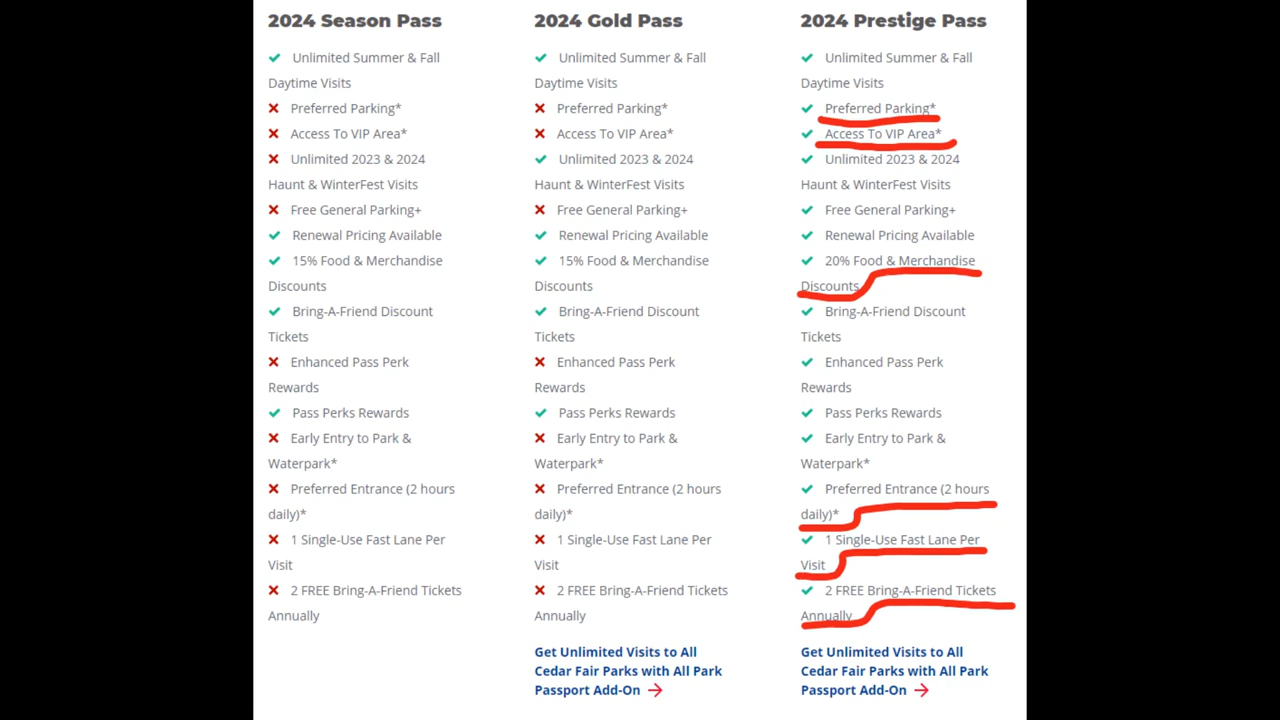 2024 Season Pass
Unlimited Summer & Fall
Daytime Visits
Preferred Parking*
Access To VIP Area*
Unlimited 2023 & 2024
Haunt & WinterFest Visits
Free General Parking+
Renewal Pricing Available
15% Food & Merchandise
Discounts
Bring-A-Friend Discount
Tickets
Enhanced Pass Perk
Rewards
Pass Perks Rewards
Early Entry to Park &
Waterpark*
Preferred Entrance (2 hours
daily)*
1 Single-Use Fast Lane Per
Visit
2 FREE Bring-A-Friend Tickets
Annually
2024 Gold Pass
Unlimited Summer & Fall
Daytime Visits
Preferred Parking*
Access To VIP Area*
Unlimited 2023 & 2024
Haunt & WinterFest Visits
Free General Parking+
Renewal Pricing Available
15% Food & Merchandise
Discounts
Bring-A-Friend Discount
Tickets
Enhanced Pass Perk
Rewards
Pass Perks Rewards
Early Entry to Park &
Waterpark*
Preferred Entrance (2 hours
daily)*
1 Single-Use Fast Lane Per
Visit
2 FREE Bring-A-Friend Tickets
Annually
Get Unlimited Visits to All
Cedar Fair Parks with All Park
Passport Add-On
2024 Prestige Pass
Unlimited Summer & Fall
Daytime Visits
Preferred Parking*
Access To VIP Area*
Unlimited 2023 & 2024
Haunt & WinterFest Visits
Free General Parking+
Renewal Pricing Available
20% Food & Merchandise
Discounts
Bring-A-Friend Discount
Tickets
Enhanced Pass Perk
Rewards
Pass Perks Rewards
Early Entry to Park &
Waterpark*
Preferred Entrance (2 hours
daily)*
1 Single-Use Fast Lane Per
Visit
2 FREE Bring-A-Friend Tickets
Annually
Get Unlimited Visits to All
Cedar Fair Parks with All Park
Passport Add-On